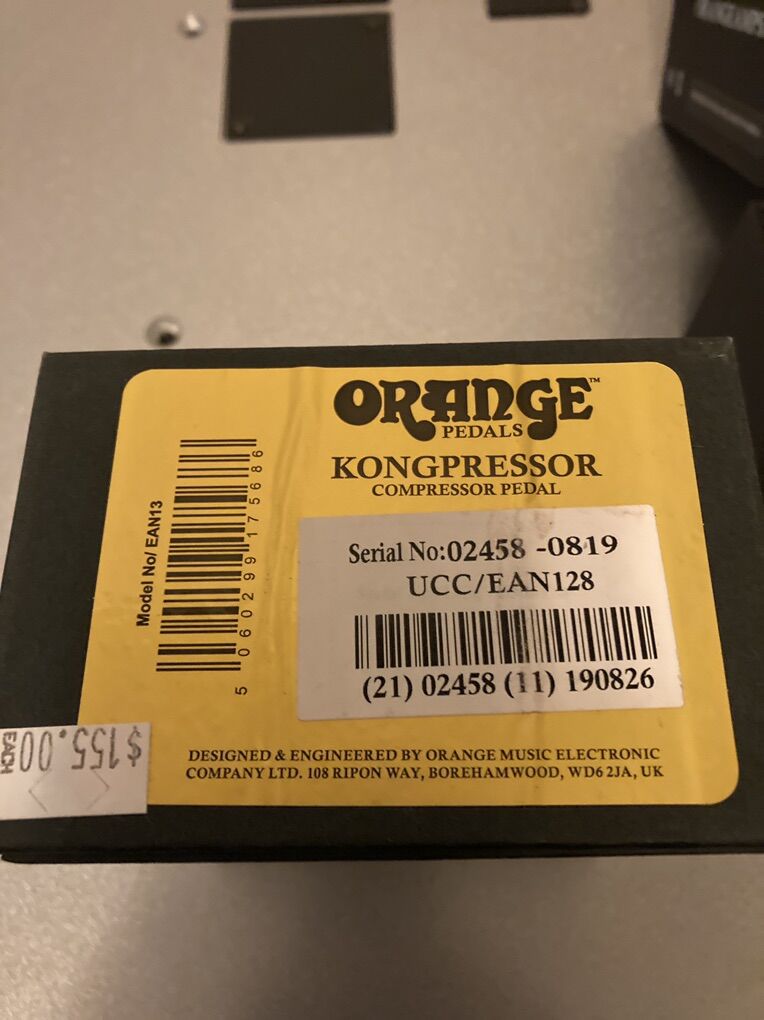 ORANGE™
PEDALS
KONGPRESSOR
COMPRESSOR PEDAL
Model No/ EAN13
5 060299 175686
Serial No:02458 -0819
UCC/EAN128
(21) 02458 (11) 190826
DESIGNED & ENGINEERED BY ORANGE MUSIC ELECTRONIC
COMPANY LTD. 108 RIPON WAY, BOREHAMWOOD, WD6 2JA, UK
$155.00
EACH